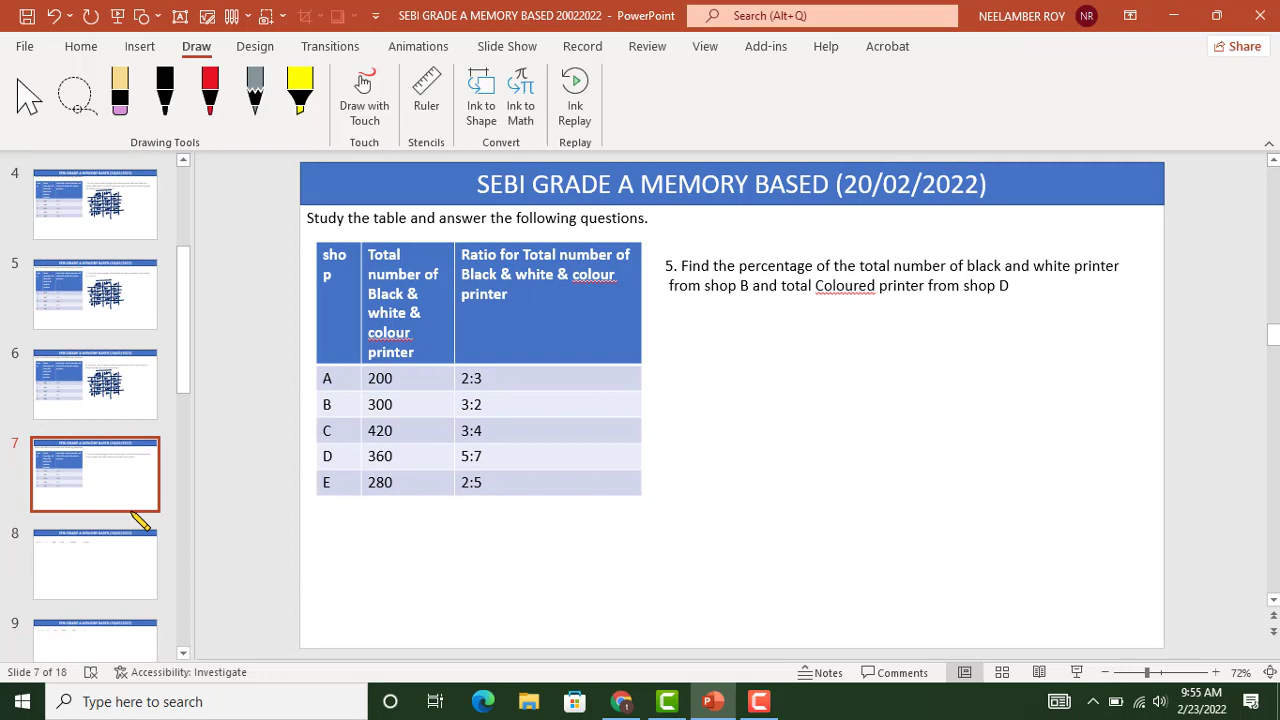 SEBI GRADE A MEMORY BASED 20022022 - PowerPoint
Search (Alt+Q)
NEELAMBER ROY
NR
File Home Insert Draw Design Transitions Animations Slide Show Record Review View Add-ins Help Acrobat
Share
Draw with Touch
Ruler
Ink to Shape
Ink to Math
Ink Replay
Drawing Tools
Touch
Stencils
Convert
Replay
4
5
6
7
8
9
SEBI GRADE A MEMORY BASED (20/02/2022)
Study the table and answer the following questions.
sho
p
Total
number of
Black &
white &
colour
printer
Ratio for Total number of
Black & white & colour
printer
A 200 2:3
B 300 3:2
C 420 3:4
D 360 5:7
E 280 2:5
5. Find the percentage of the total number of black and white printer
from shop B and total Coloured printer from shop D
Slide 7 of 18
Accessibility: Investigate
Notes
Comments
72%
Type here to search
9:55 AM
2/23/2022